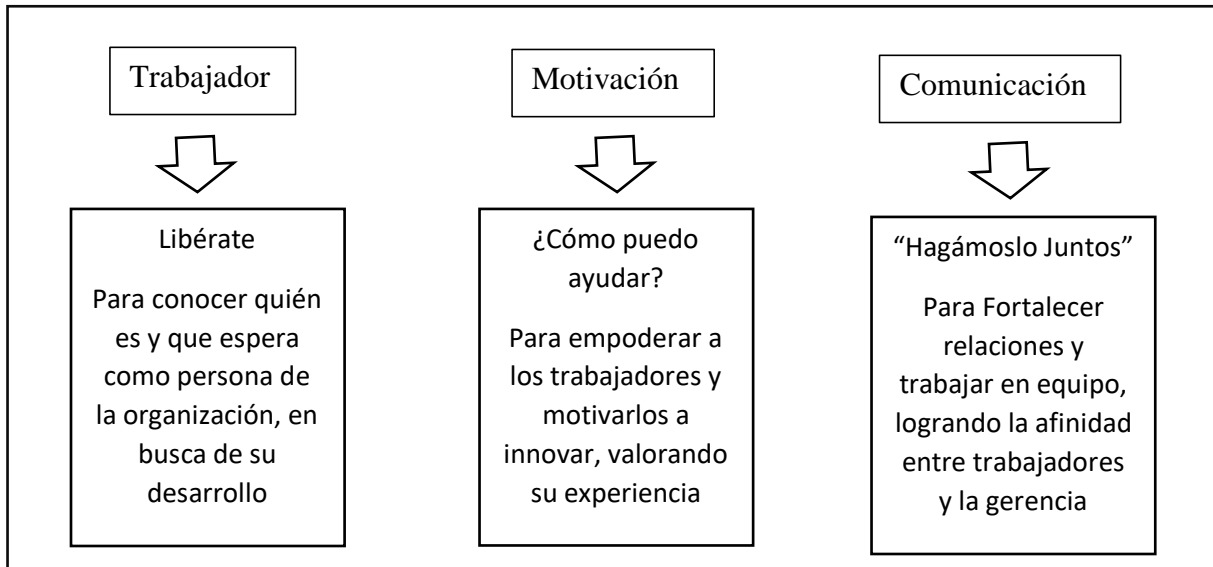 Trabajador
Libérate
Para conocer quién
es y que espera
como persona de
la organización, en
busca de su
desarrollo
Motivación
¿Cómo puedo
ayudar?
Para empoderar a
los trabajadores y
motivarlos a
innovar, valorando
su experiencia
Comunicación
“Hagámoslo Juntos”
Para Fortalecer
relaciones y
trabajar en equipo,
logrando la afinidad
entre trabajadores
y la gerencia